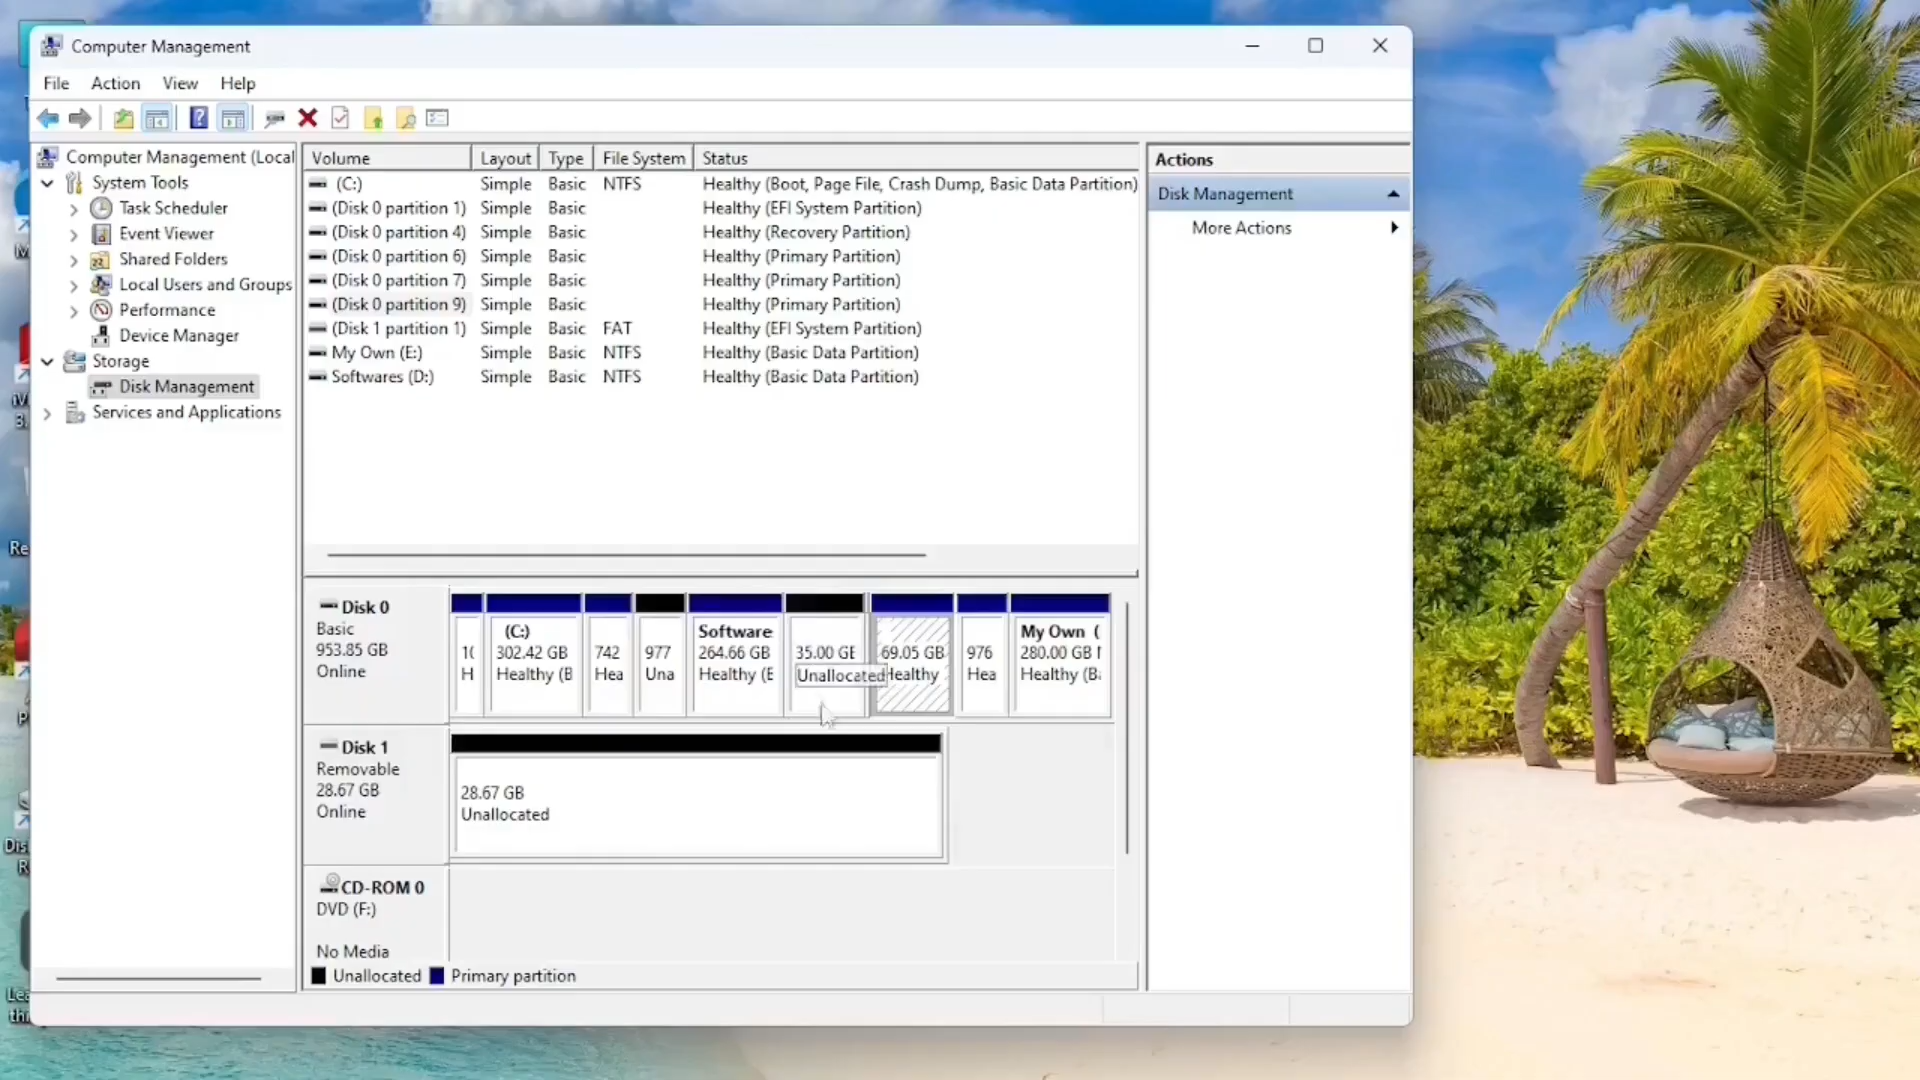 Computer Management
File Action View Help
Computer Management (Local
System Tools
Task Scheduler
Event Viewer
Shared Folders
Local Users and Groups
Performance
Device Manager
Storage
Disk Management
Services and Applications
Volume Layout Type File System Status
(C:) Simple Basic NTFS Healthy (Boot, Page File, Crash Dump, Basic Data Partition)
(Disk 0 partition 1) Simple Basic Healthy (EFI System Partition)
(Disk 0 partition 4) Simple Basic Healthy (Recovery Partition)
(Disk 0 partition 6) Simple Basic Healthy (Primary Partition)
(Disk 0 partition 7) Simple Basic Healthy (Primary Partition)
(Disk 0 partition 9) Simple Basic Healthy (Primary Partition)
(Disk 1 partition 1) Simple Basic FAT Healthy (EFI System Partition)
My Own (E:) Simple Basic NTFS Healthy (Basic Data Partition)
Softwares (D:) Simple Basic NTFS Healthy (Basic Data Partition)
Actions
Disk Management
More Actions
Disk 0
Basic
953.85 GB
Online
(C:) Software My Own (
302.42 GB 742 977 264.66 GB 35.00 GE 69.05 GB 976 280.00 GB
H Healthy (B Hea Una Healthy (E Unallocated Healthy Hea Healthy (Ba
Disk 1
Removable
28.67 GB
Online
28.67 GB
Unallocated
CD-ROM 0
DVD (F:)
No Media
Unallocated Primary partition
Re
Dis
R
Lea